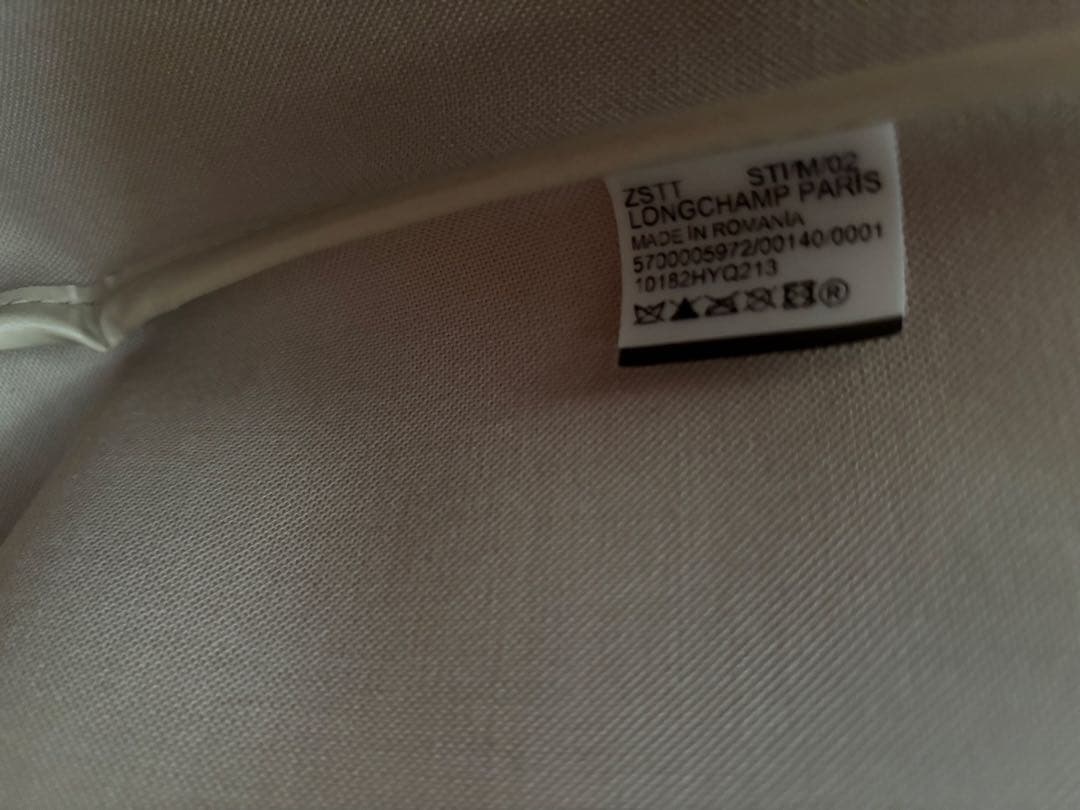 ZSTT STI/M/02
LONGCHAMP PARIS
MADE IN ROMANIA
5700005972/00140/0001
10182HYQ213
®